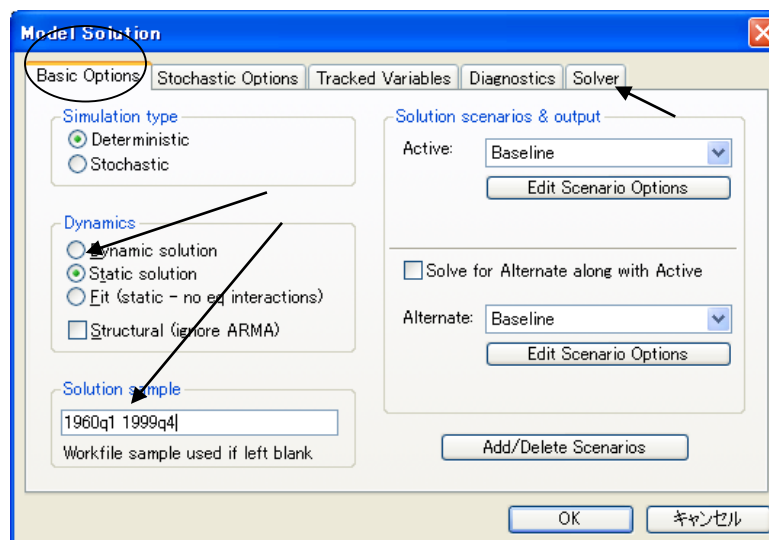 Model Solution
Basic Options
Stochastic Options
Tracked Variables
Diagnostics
Solver
Simulation type
Deterministic
Stochastic
Dynamics
Dynamic solution
Static solution
Fit (static - no eq interactions)
Structural (ignore ARMA)
Solution sample
1960q1 1999q4
Workfile sample used if left blank
Solution scenarios & output
Active:
Baseline
Edit Scenario Options
Solve for Alternate along with Active
Alternate:
Baseline
Edit Scenario Options
Add/Delete Scenarios
OK
キャンセル